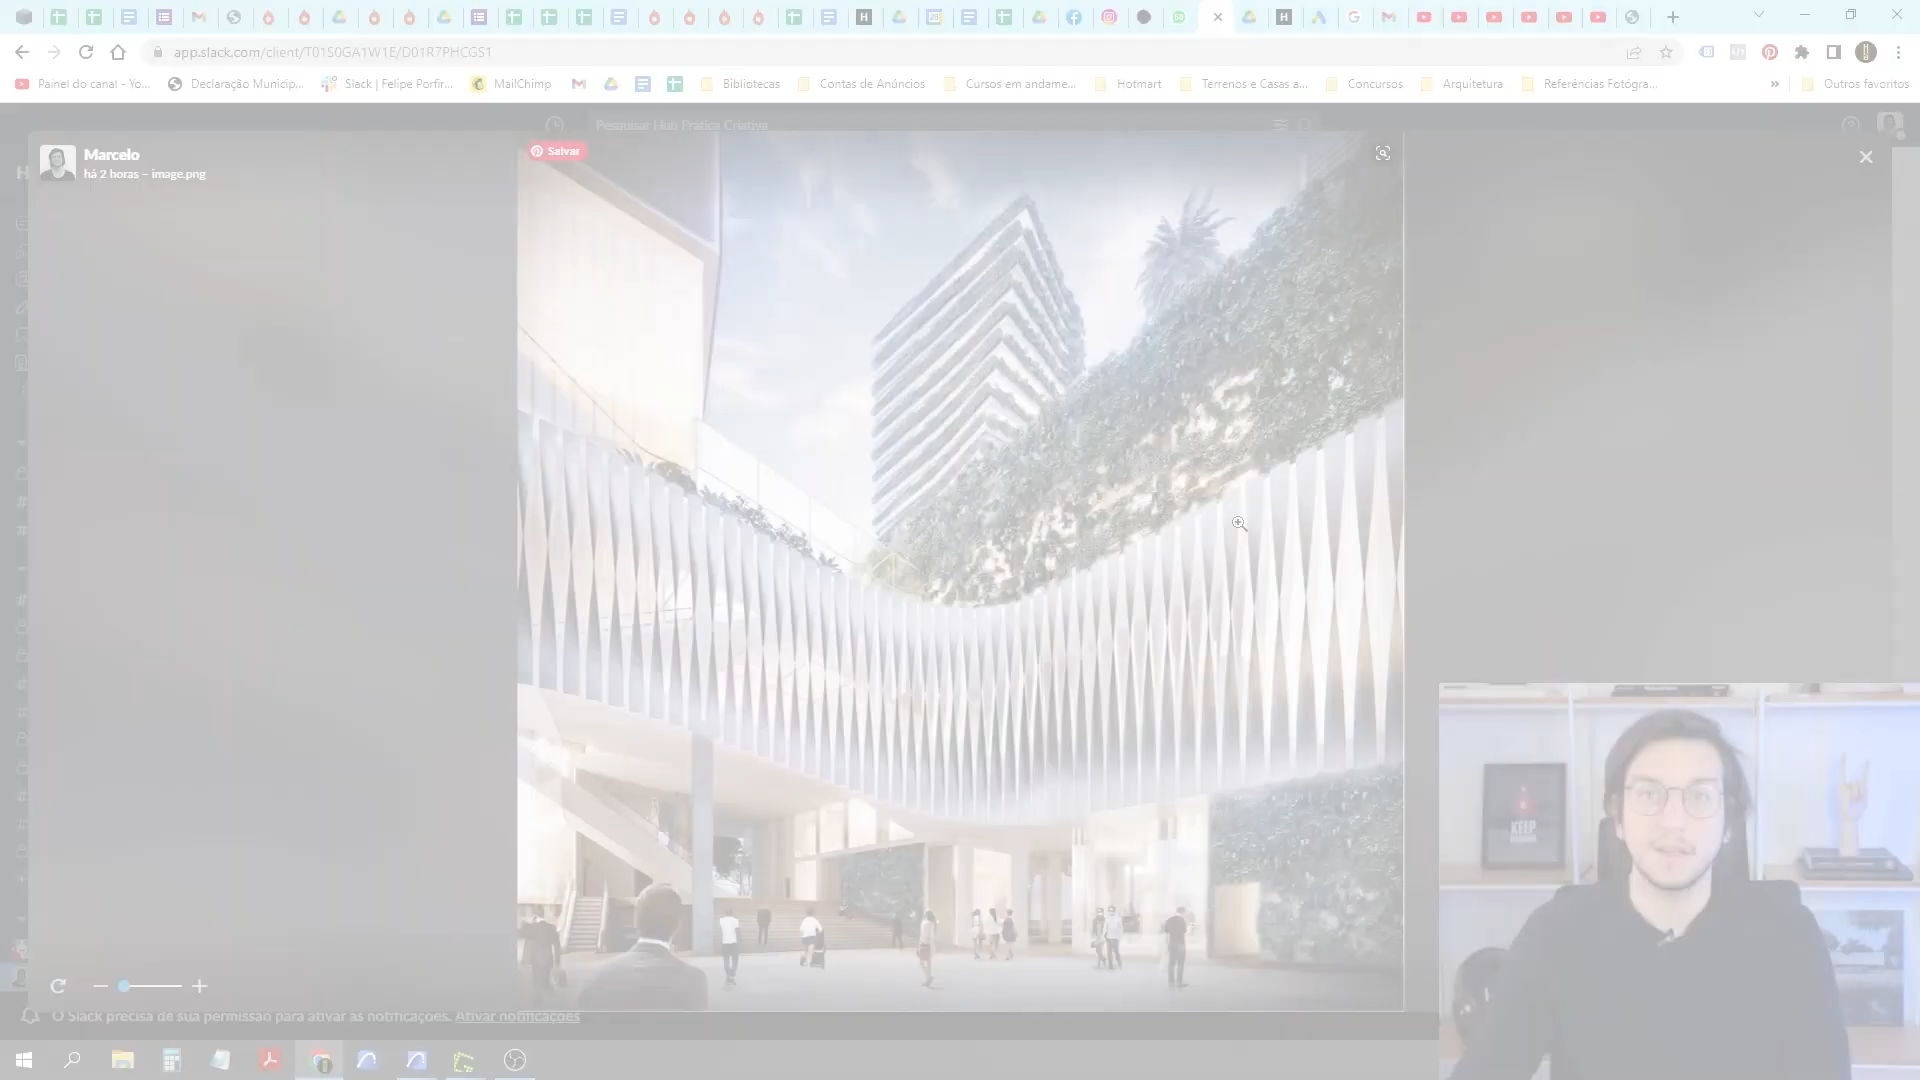 app.slack.com/client/T01S0GA1W1E/D01R7PHCGS1
Painel do canal - Yo...
Declaração Municip...
Slack | Felipe Porfir...
MailChimp
Bibliotecas
Contas de Anúncios
Cursos em andame...
Hotmart
Terrenos e Casas a...
Concursos
Arquitetura
Referências Fotógra...
»
Outros favoritos
Pesquisar Hub Prática Criativa
Marcelo
há 2 horas – image.png
Salvar
KEEP
O Slack precisa de sua permissão para ativar as notificações. Ativar notificações